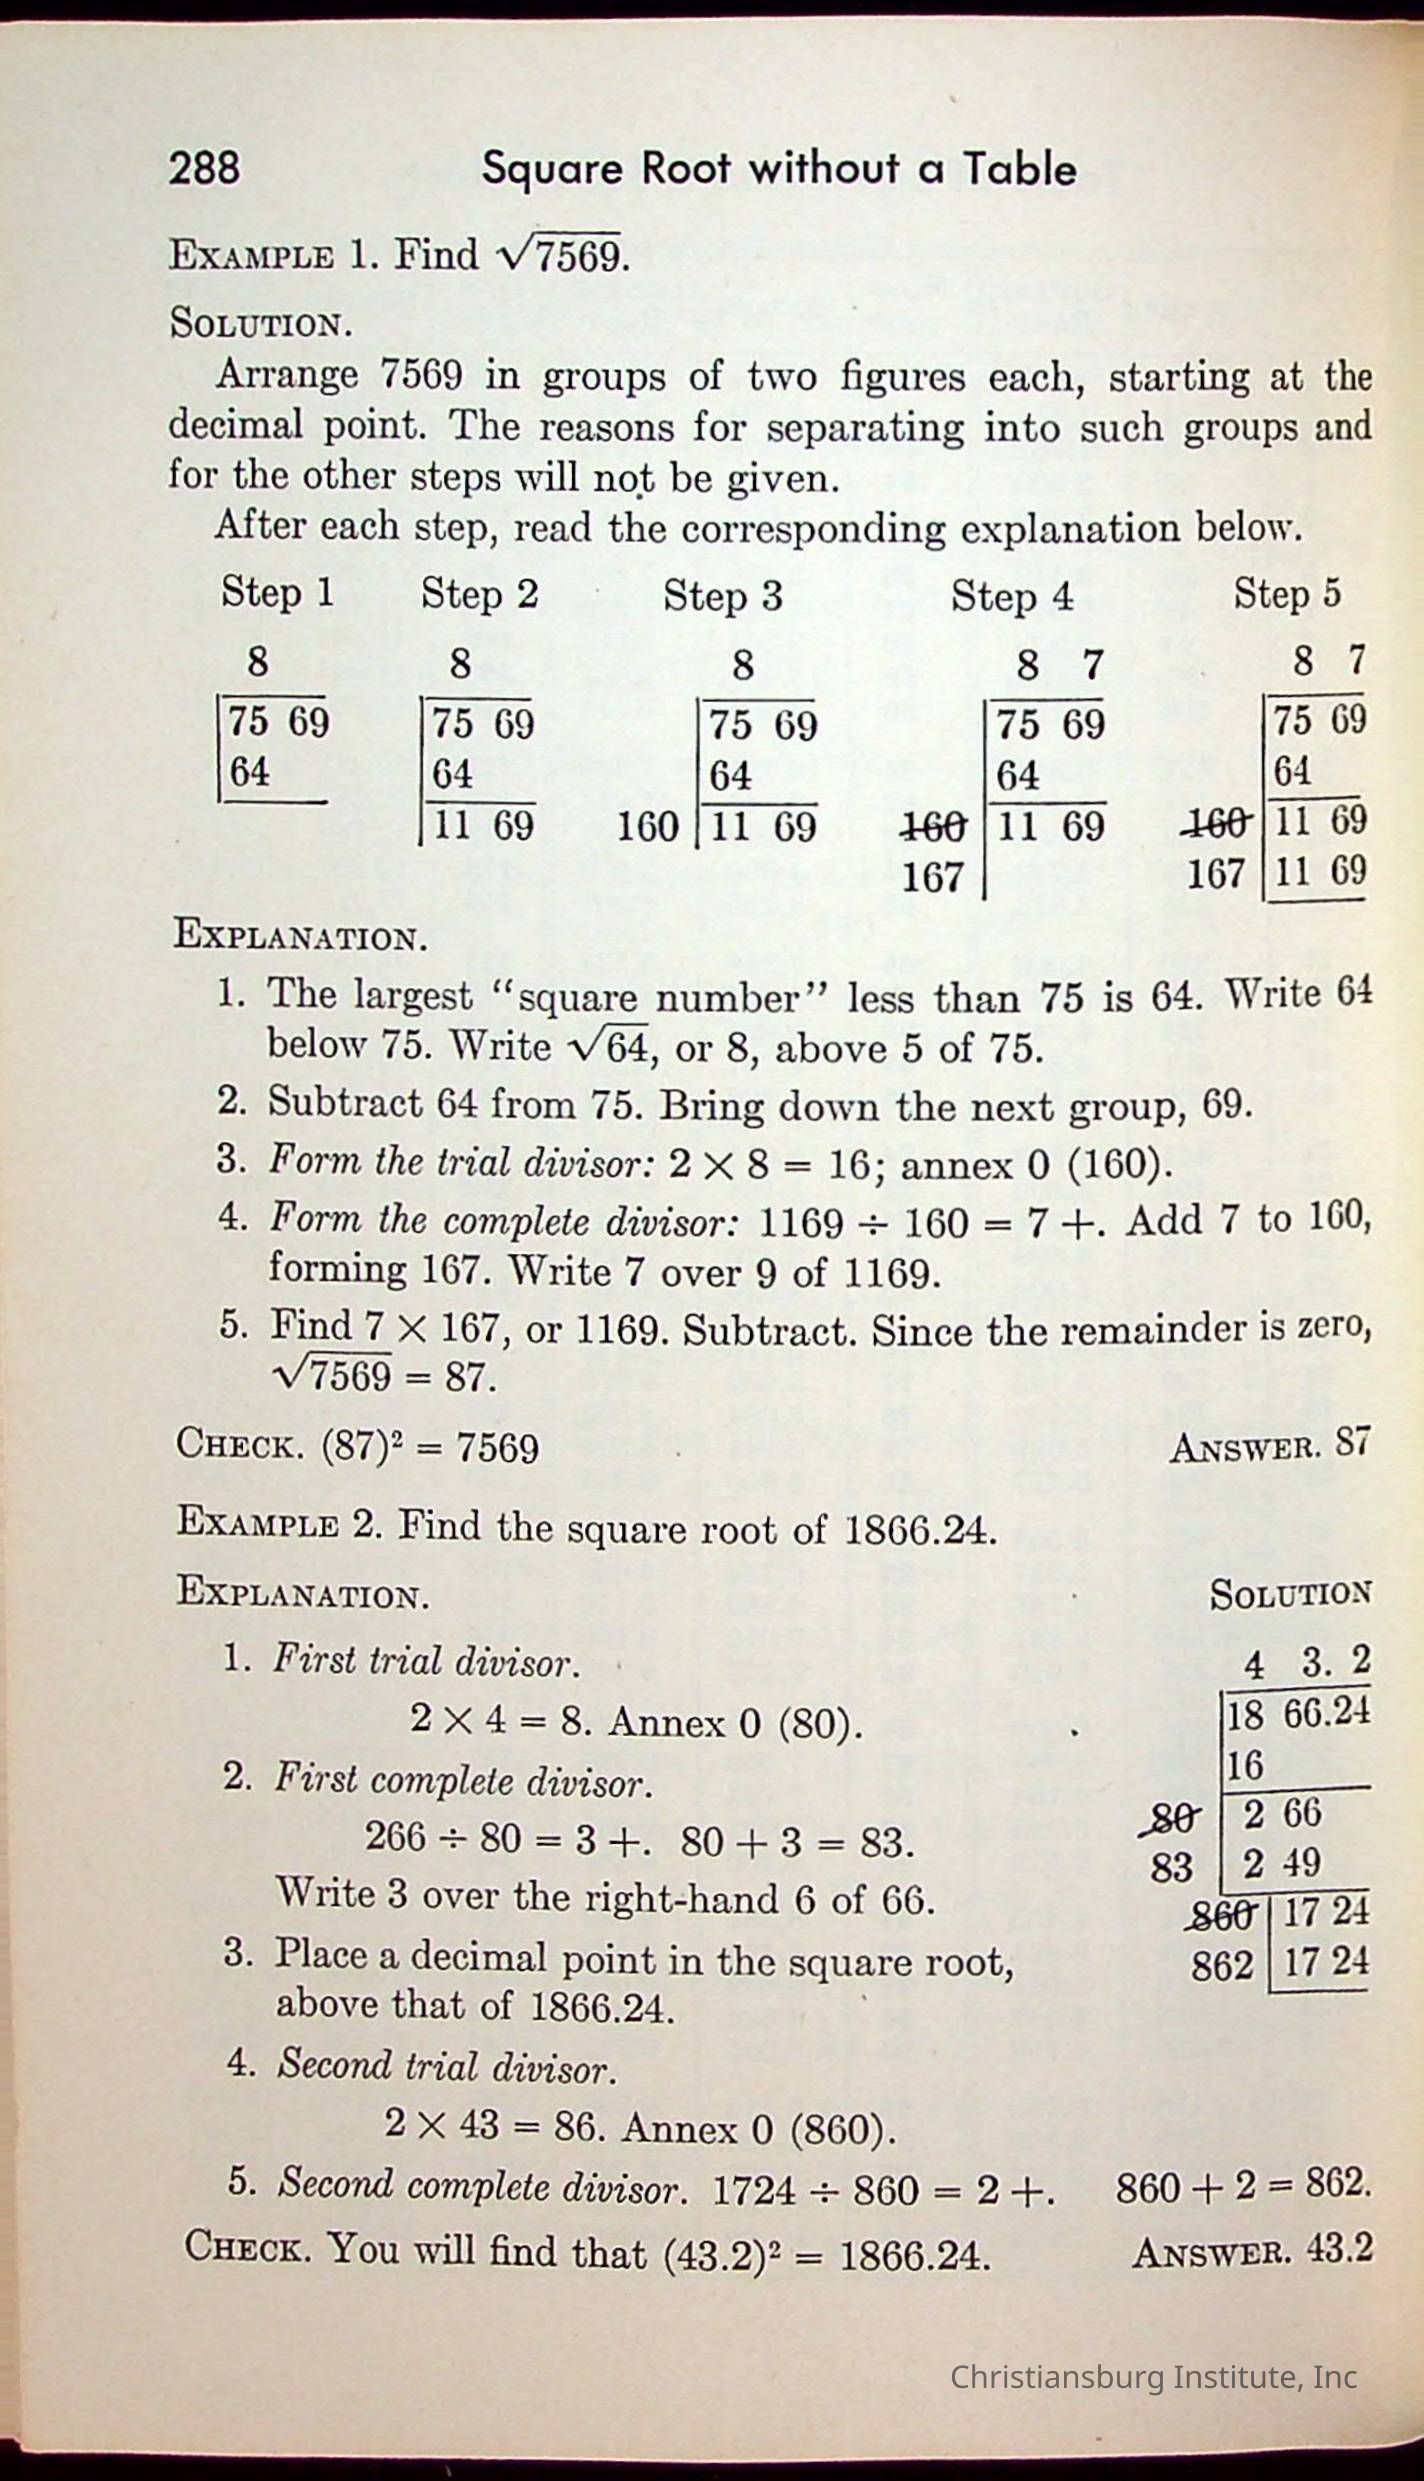 288 Square Root without a Table
EXAMPLE 1. Find √7569.
SOLUTION.
Arrange 7569 in groups of two figures each, starting at the
decimal point. The reasons for separating into such groups and
for the other steps will not be given.
After each step, read the corresponding explanation below.
Step 1 Step 2 Step 3 Step 4 Step 5
8 8 8 8 7 8 7
75 69 75 69 75 69 75 69 75 69
64 64 64 64 64
11 69 160 11 69 160 11 69 160 11 69
167 167 11 69
EXPLANATION.
1. The largest “square number” less than 75 is 64. Write 64
below 75. Write √64, or 8, above 5 of 75.
2. Subtract 64 from 75. Bring down the next group, 69.
3. Form the trial divisor: 2 × 8 = 16; annex 0 (160).
4. Form the complete divisor: 1169 ÷ 160 = 7 +. Add 7 to 160,
forming 167. Write 7 over 9 of 1169.
5. Find 7 × 167, or 1169. Subtract. Since the remainder is zero,
√7569 = 87.
CHECK. (87)² = 7569 ANSWER. 87
EXAMPLE 2. Find the square root of 1866.24.
EXPLANATION. SOLUTION
1. First trial divisor.
2 × 4 = 8. Annex 0 (80).
2. First complete divisor.
266 ÷ 80 = 3 +. 80 + 3 = 83.
Write 3 over the right-hand 6 of 66.
3. Place a decimal point in the square root,
above that of 1866.24.
4. Second trial divisor.
2 × 43 = 86. Annex 0 (860).
4 3. 2
18 66.24
16
80 2 66
83 2 49
860 17 24
862 17 24
5. Second complete divisor. 1724 ÷ 860 = 2 +. 860 + 2 = 862.
CHECK. You will find that (43.2)² = 1866.24. ANSWER. 43.2
Christiansburg Institute, Inc